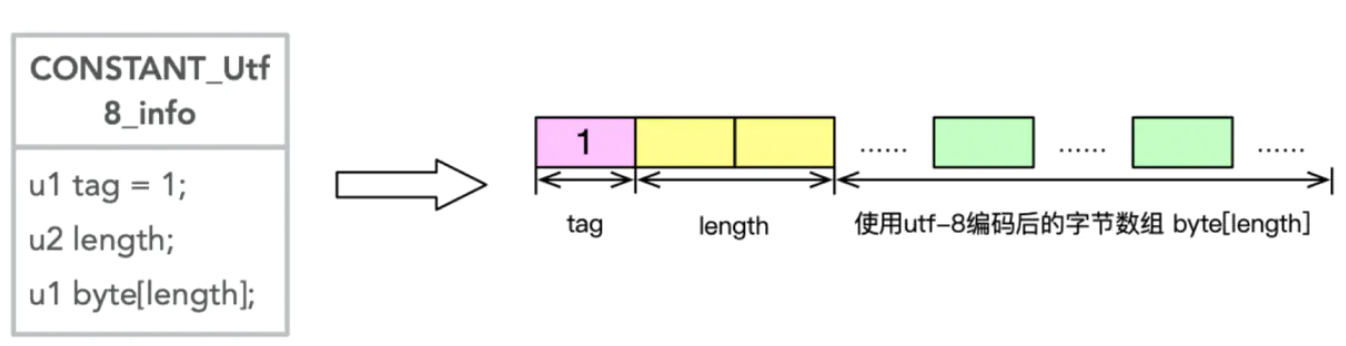 CONSTANT_Utf
8_info
u1 tag = 1;
u2 length;
u1 byte[length];
1
...... ...... ......
tag
length
使用utf-8编码后的字节数组 byte[length]